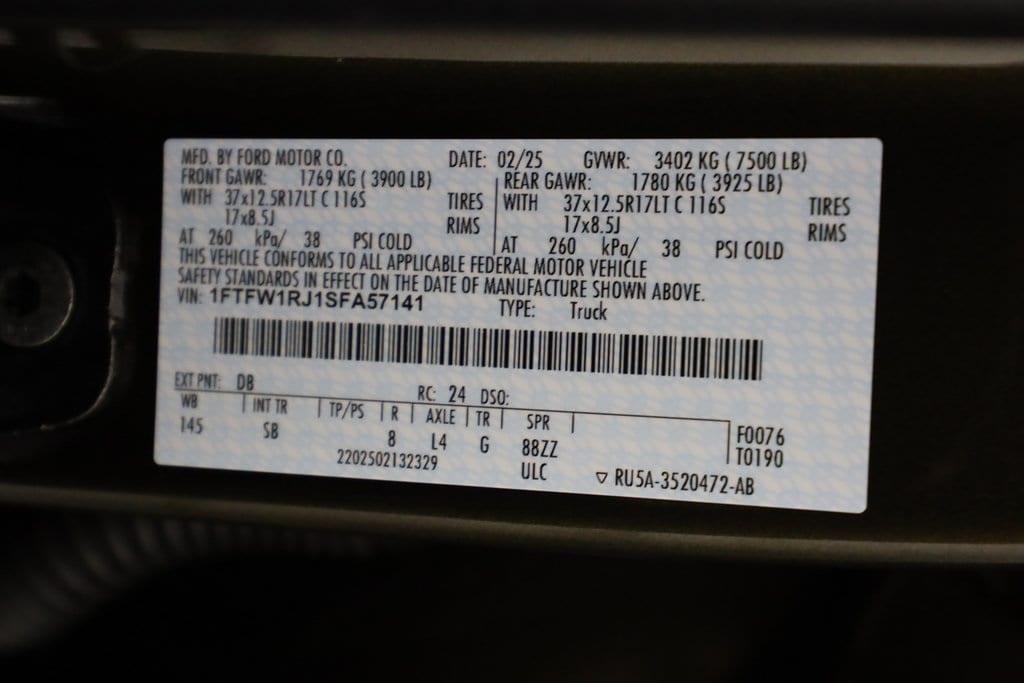 MFD. BY FORD MOTOR CO. DATE: 02/25 GVWR: 3402 KG ( 7500 LB)
FRONT GAWR: 1769 KG ( 3900 LB) REAR GAWR: 1780 KG ( 3925 LB)
WITH 37x12.5R17LT C 116S TIRES WITH 37x12.5R17LT C 116S TIRES
17x8.5J RIMS 17x8.5J RIMS
AT 260 kPa/ 38 PSI COLD AT 260 kPa/ 38 PSI COLD
THIS VEHICLE CONFORMS TO ALL APPLICABLE FEDERAL MOTOR VEHICLE
SAFETY STANDARDS IN EFFECT ON THE DATE OF MANUFACTURE SHOWN ABOVE.
VIN: 1FTFW1RJ1SFA57141 TYPE: Truck
EXT PNT: DB RC: 24 DSO:
WB INT TR TP/PS R AXLE TR SPR
145 SB 8 L4 G 88ZZ F0076
2202502132329 ULC T0190
▽ RU5A-3520472-AB